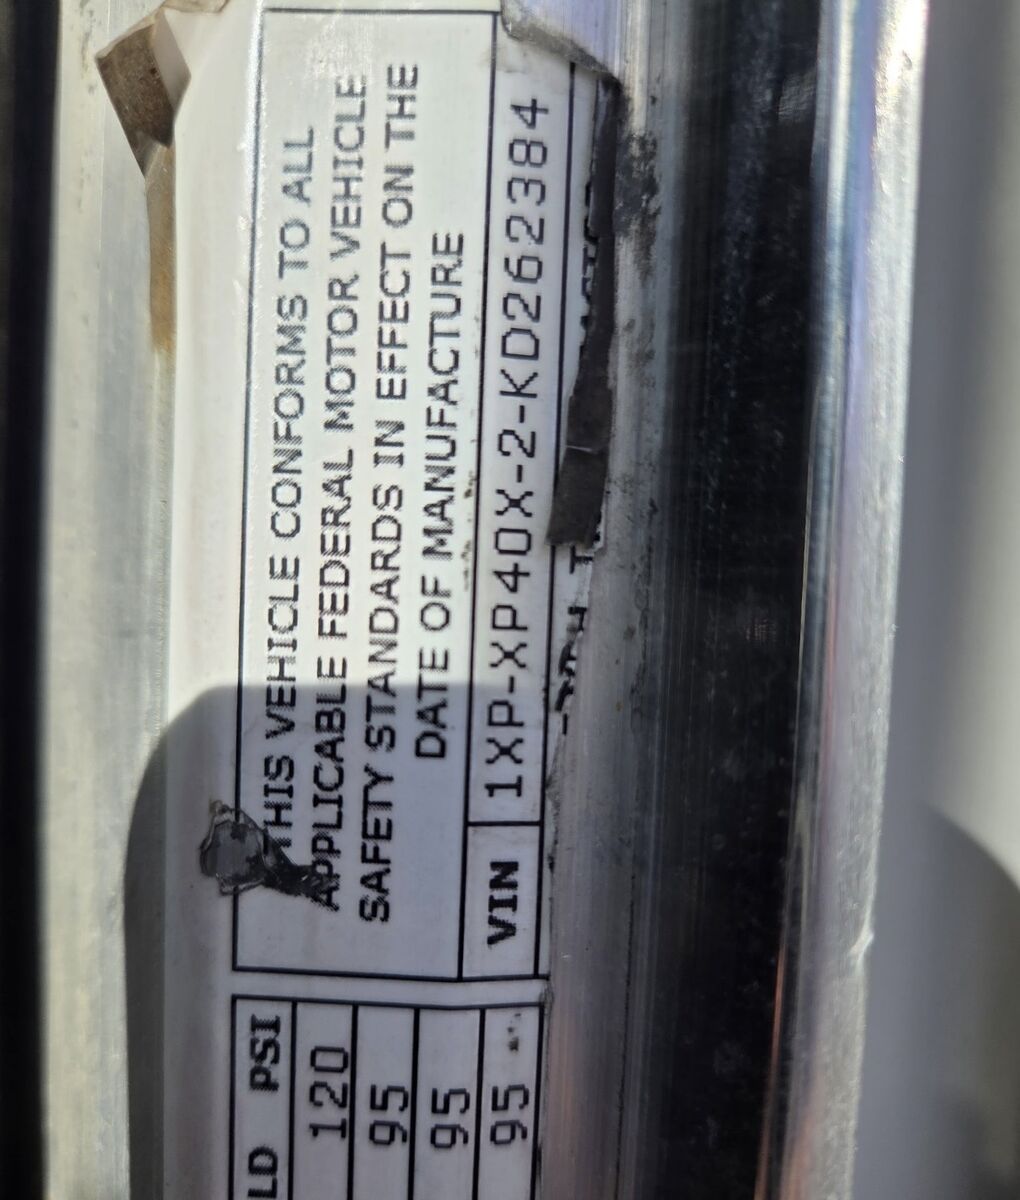 THIS VEHICLE CONFORMS TO ALL
APPLICABLE FEDERAL MOTOR VEHICLE
SAFETY STANDARDS IN EFFECT ON THE
DATE OF MANUFACTURE
VIN 1XP-XP40X-2-KD262384
LD PSI
120
95
95
95